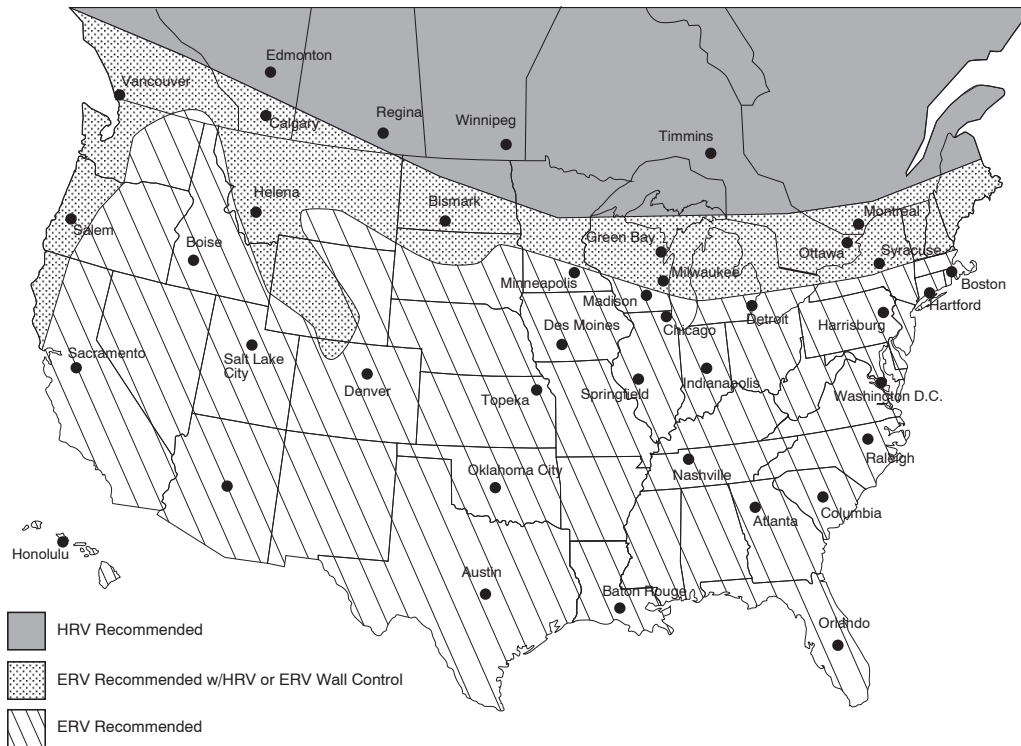 Edmonton
Vancouver
Calgary
Regina
Winnipeg
Timmins
Helena
Bismark
Montreal
Salem
Green Bay
Ottawa
Boise
Syracuse
Minneapolis
Milwaukee
Boston
Madison
Hartford
Des Moines
Chicago
Detroit
Harrisburg
Sacramento
Salt Lake
City
Denver
Topeka
Springfield
Indianapolis
Washington D.C.
Oklahoma City
Nashville
Raleigh
Atlanta
Columbia
Honolulu
Austin
Baton Rouge
Orlando
HRV Recommended
ERV Recommended w/HRV or ERV Wall Control
ERV Recommended